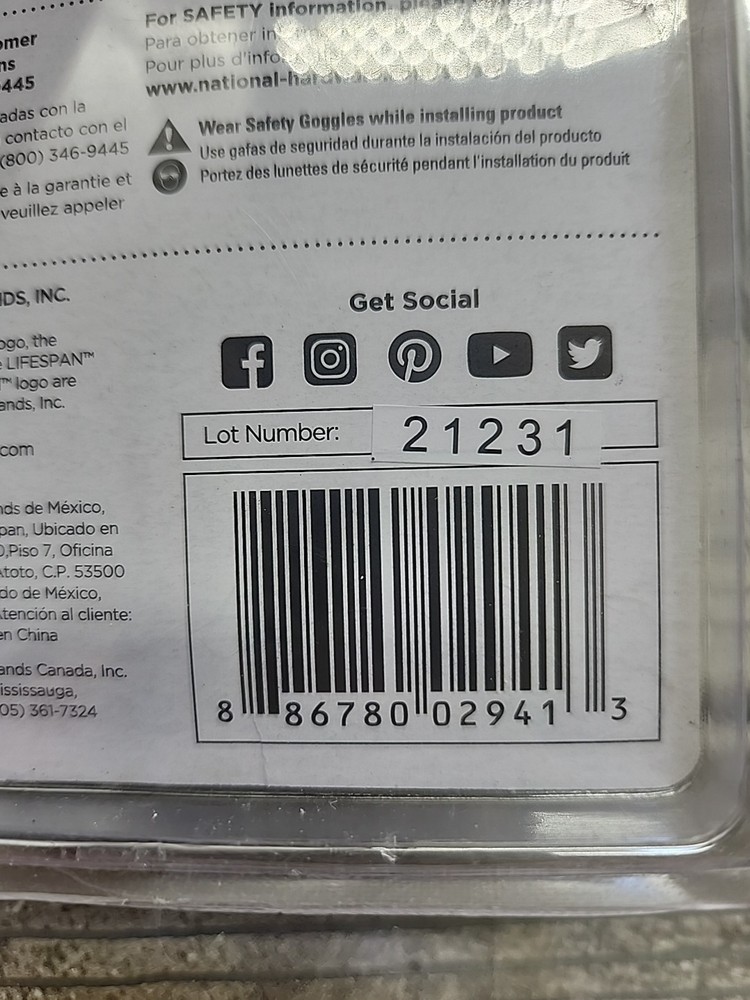 For SAFETY information,
Para obtener
Pour plus d'info
www.national-
Wear Safety Goggles while installing product
Use gafas de seguridad durante la instalación del producto
Portez des lunettes de sécurité pendant l'installation du produit
omer
ns
-445
adas con la
contacto con el
(800) 346-9445
e à la garantie et
veuillez appeler
NDS, INC.
ogo, the
LIFESPAN™
™ logo are
ands, Inc.
com
nds de México,
pan, Ubicado en
0,Piso 7, Oficina
toto, C.P. 53500
do de México,
tención al cliente:
en China
ands Canada, Inc.
ississauga,
05) 361-7324
Get Social
Lot Number: 21231
8 86780 02941 3